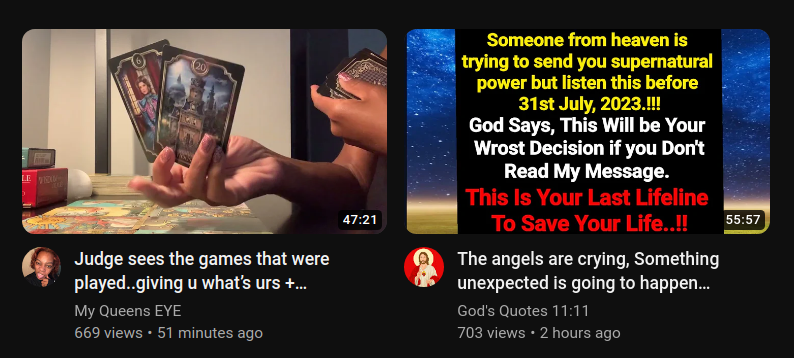 6
20
47:21
Someone from heaven is
trying to send you supernatural
power but listen this before
31st July, 2023.!!!
God Says, This Will be Your
Wrost Decision if you Don't
Read My Message.
This Is Your Last Lifeline
To Save Your Life..!!
55:57
Judge sees the games that were
played..giving u what's urs +...
My Queens EYE
669 views • 51 minutes ago
The angels are crying, Something
unexpected is going to happen...
God's Quotes 11:11
703 views • 2 hours ago